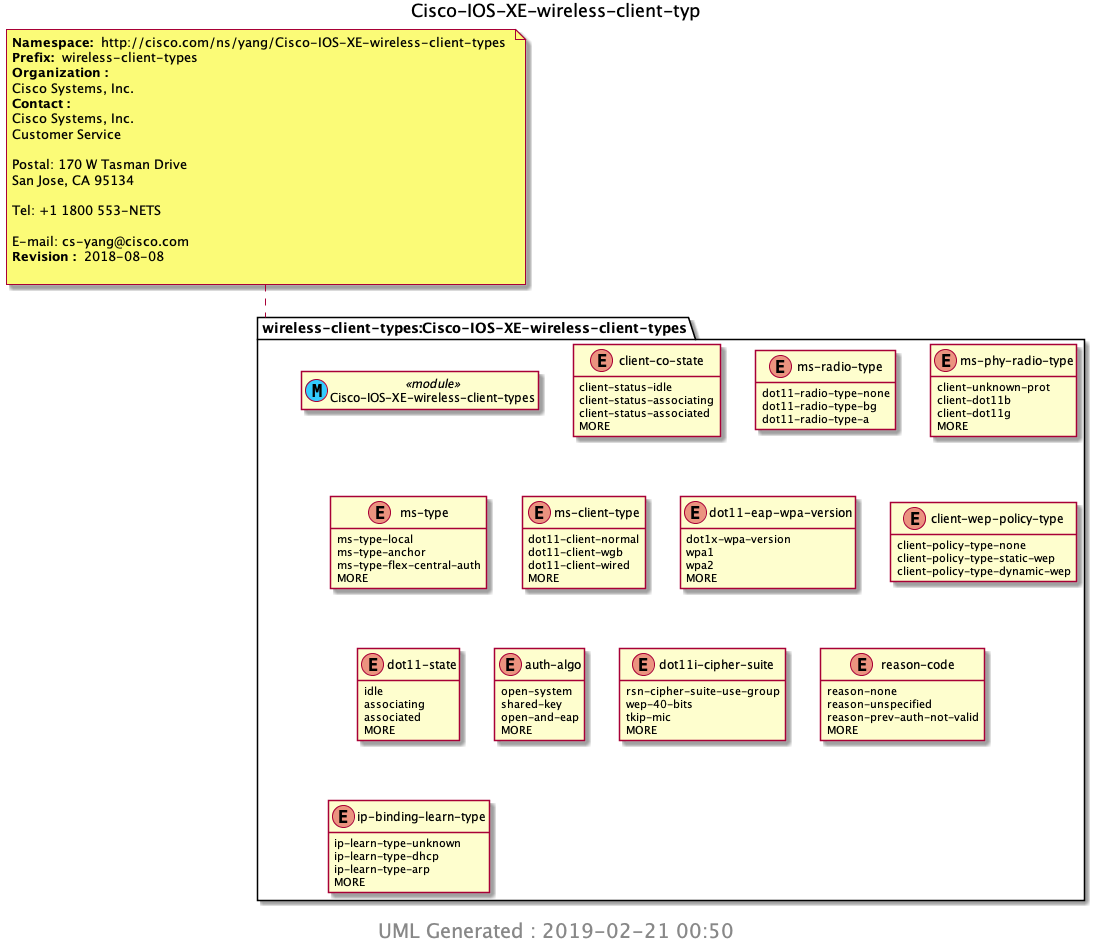 Cisco-IOS-XE-wireless-client-typ
Namespace: http://cisco.com/ns/yang/Cisco-IOS-XE-wireless-client-types
Prefix: wireless-client-types
Organization :
Cisco Systems, Inc.
Contact :
Cisco Systems, Inc.
Customer Service
Postal: 170 W Tasman Drive
San Jose, CA 95134
Tel: +1 1800 553-NETS
E-mail: cs-yang@cisco.com
Revision : 2018-08-08
wireless-client-types:Cisco-IOS-XE-wireless-client-types
M
«module»
Cisco-IOS-XE-wireless-client-types
E client-co-state
client-status-idle
client-status-associating
client-status-associated
MORE
E ms-radio-type
dot11-radio-type-none
dot11-radio-type-bg
dot11-radio-type-a
E ms-phy-radio-type
client-unknown-prot
client-dot11b
client-dot11g
MORE
E ms-type
ms-type-local
ms-type-anchor
ms-type-flex-central-auth
MORE
E ms-client-type
dot11-client-normal
dot11-client-wgb
dot11-client-wired
MORE
E dot11-eap-wpa-version
dot1x-wpa-version
wpa1
wpa2
MORE
E client-wep-policy-type
client-policy-type-none
client-policy-type-static-wep
client-policy-type-dynamic-wep
E dot11-state
idle
associating
associated
MORE
E auth-algo
open-system
shared-key
open-and-eap
MORE
E dot11i-cipher-suite
rsn-cipher-suite-use-group
wep-40-bits
tkip-mic
MORE
E reason-code
reason-none
reason-unspecified
reason-prev-auth-not-valid
MORE
E ip-binding-learn-type
ip-learn-type-unknown
ip-learn-type-dhcp
ip-learn-type-arp
MORE
UML Generated : 2019-02-21 00:50